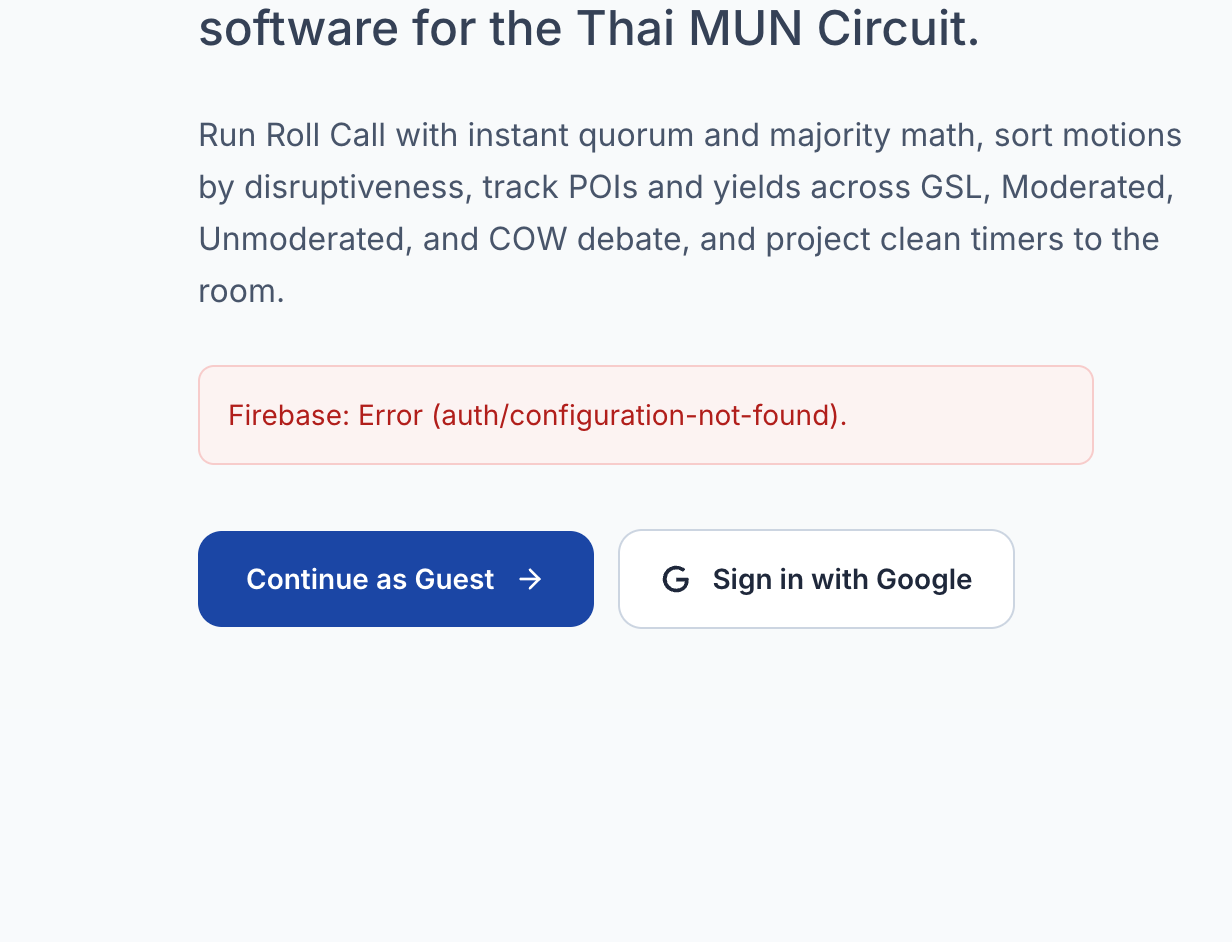 software for the Thai MUN Circuit.
Run Roll Call with instant quorum and majority math, sort motions
by disruptiveness, track POIs and yields across GSL, Moderated,
Unmoderated, and COW debate, and project clean timers to the
room.
Firebase: Error (auth/configuration-not-found).
Continue as Guest →
Sign in with Google